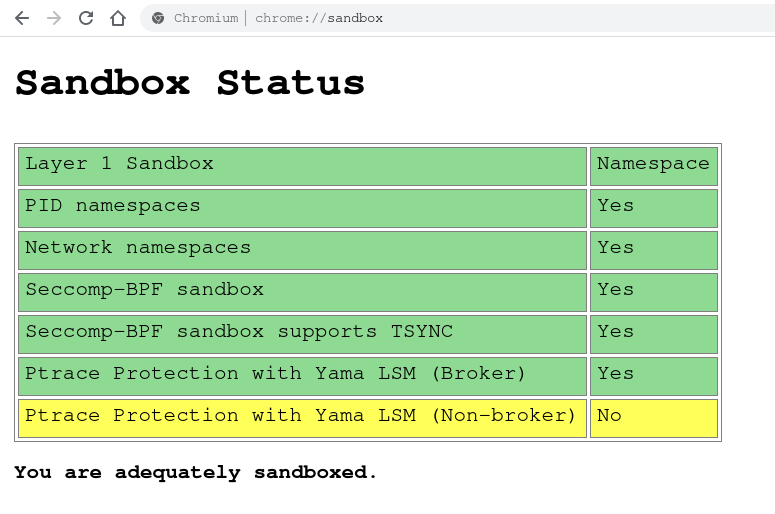 Chromium | chrome://sandbox
Sandbox Status
Layer 1 Sandbox Namespace
PID namespaces Yes
Network namespaces Yes
Seccomp-BPF sandbox Yes
Seccomp-BPF sandbox supports TSYNC Yes
Ptrace Protection with Yama LSM (Broker) Yes
Ptrace Protection with Yama LSM (Non-broker) No
You are adequately sandboxed.